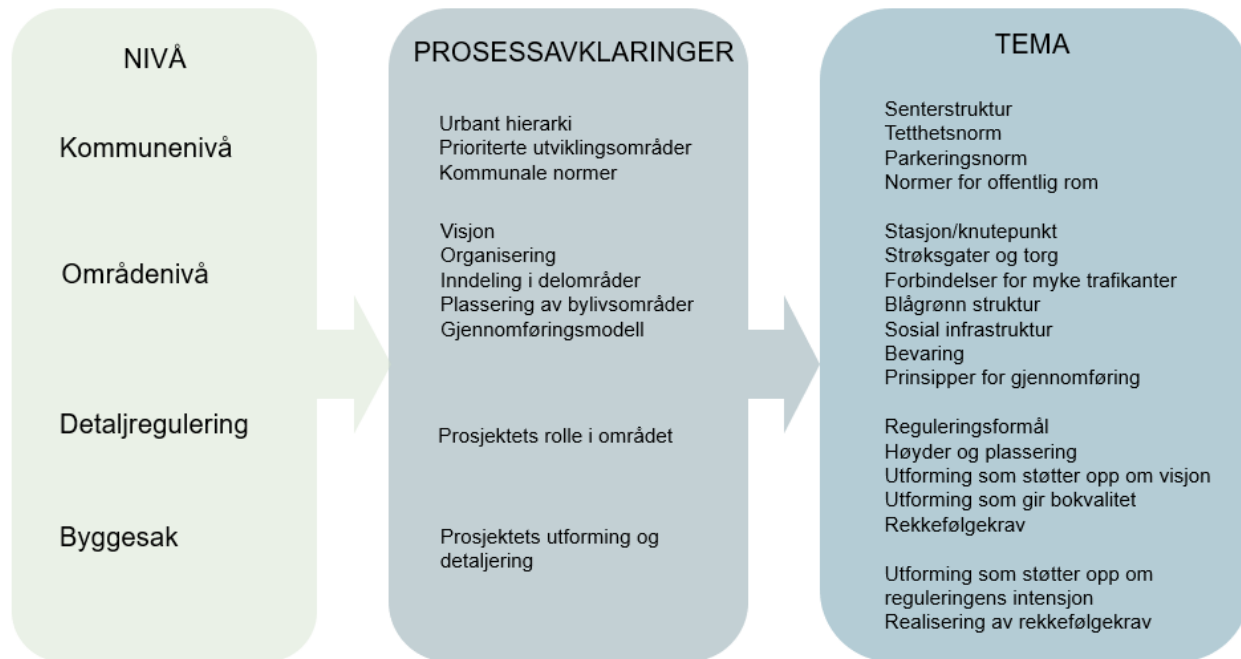 NIVÅ
Kommunenivå
Områdenivå
Detaljregulering
Byggesak
PROSESSAVKLARINGER
Urbant hierarki
Prioriterte utviklingsområder
Kommunale normer
Visjon
Organisering
Inndeling i delområder
Plassering av bylivsområder
Gjennomføringsmodell
Prosjektets rolle i området
Prosjektets utforming og
detaljering
TEMA
Senterstruktur
Tetthetsnorm
Parkeringsnorm
Normer for offentlig rom
Stasjon/knutepunkt
Strøksgater og torg
Forbindelser for myke trafikanter
Blågrønn struktur
Sosial infrastruktur
Bevaring
Prinsipper for gjennomføring
Reguleringsformål
Høyder og plassering
Utforming som støtter opp om visjon
Utforming som gir bokvalitet
Rekkefølgekrav
Utforming som støtter opp om
reguleringens intensjon
Realisering av rekkefølgekrav